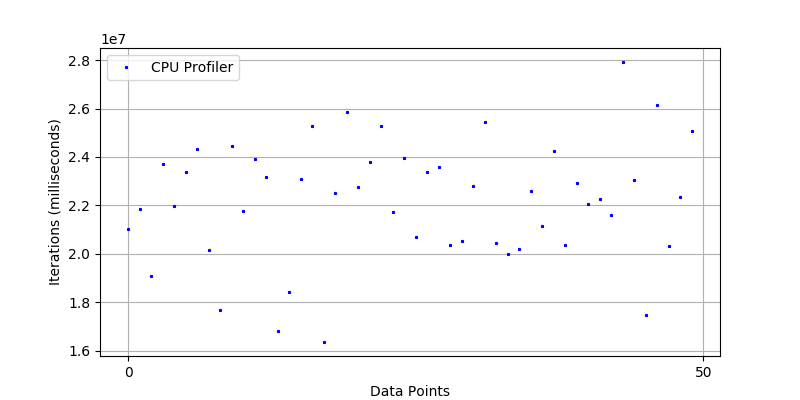 1e7
CPU Profiler
2.8
2.6
2.4
2.2
2.0
1.8
1.6
Iterations (milliseconds)
0
50
Data Points